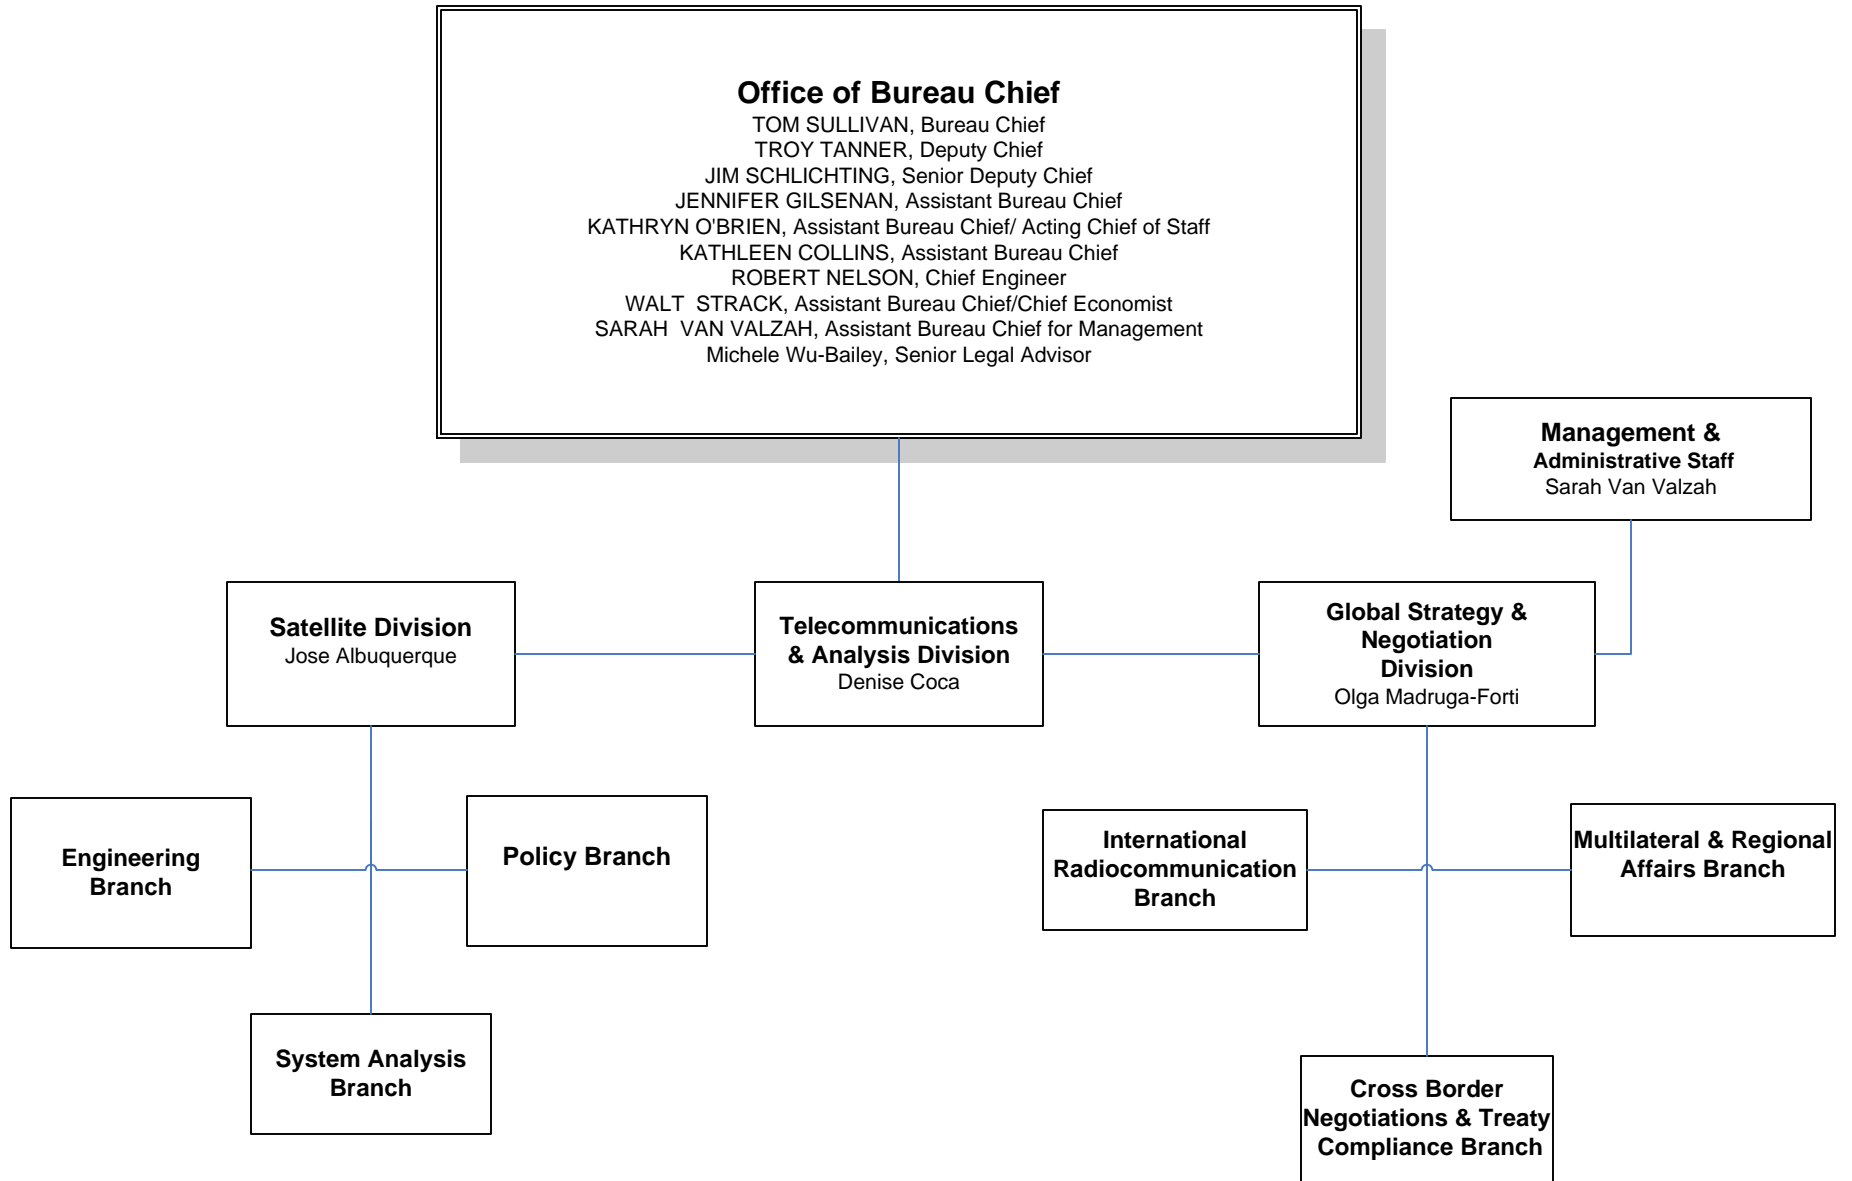 Office of Bureau Chief
TOM SULLIVAN, Bureau Chief
TROY TANNER, Deputy Chief
JIM SCHLICHTING, Senior Deputy Chief
JENNIFER GILSENAN, Assistant Bureau Chief
KATHRYN O'BRIEN, Assistant Bureau Chief/ Acting Chief of Staff
KATHLEEN COLLINS, Assistant Bureau Chief
ROBERT NELSON, Chief Engineer
WALT  STRACK, Assistant Bureau Chief/Chief Economist
SARAH  VAN VALZAH, Assistant Bureau Chief for Management
Michele Wu-Bailey, Senior Legal Advisor
Management &
Administrative Staff
Sarah Van Valzah
Satellite Division
Jose Albuquerque
Telecommunications
& Analysis Division
Denise Coca
Global Strategy &
Negotiation
Division
Olga Madruga-Forti
Engineering
Branch
Policy Branch
International
Radiocommunication
Branch
Multilateral & Regional
Affairs Branch
System Analysis
Branch
Cross Border
Negotiations & Treaty
Compliance Branch